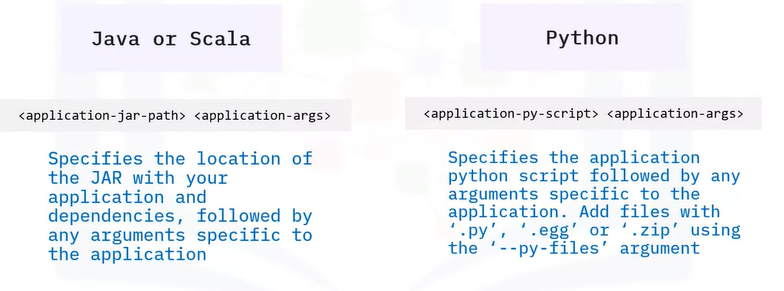 Java or Scala
<application-jar-path> <application-args>
Specifies the location of
the JAR with your
application and
dependencies, followed by
any arguments specific to
the application
Python
<application-py-script> <application-args>
Specifies the application
python script followed by any
arguments specific to the
application. Add files with
‘.py’, ‘.egg’ or ‘.zip’ using
the ‘--py-files’ argument